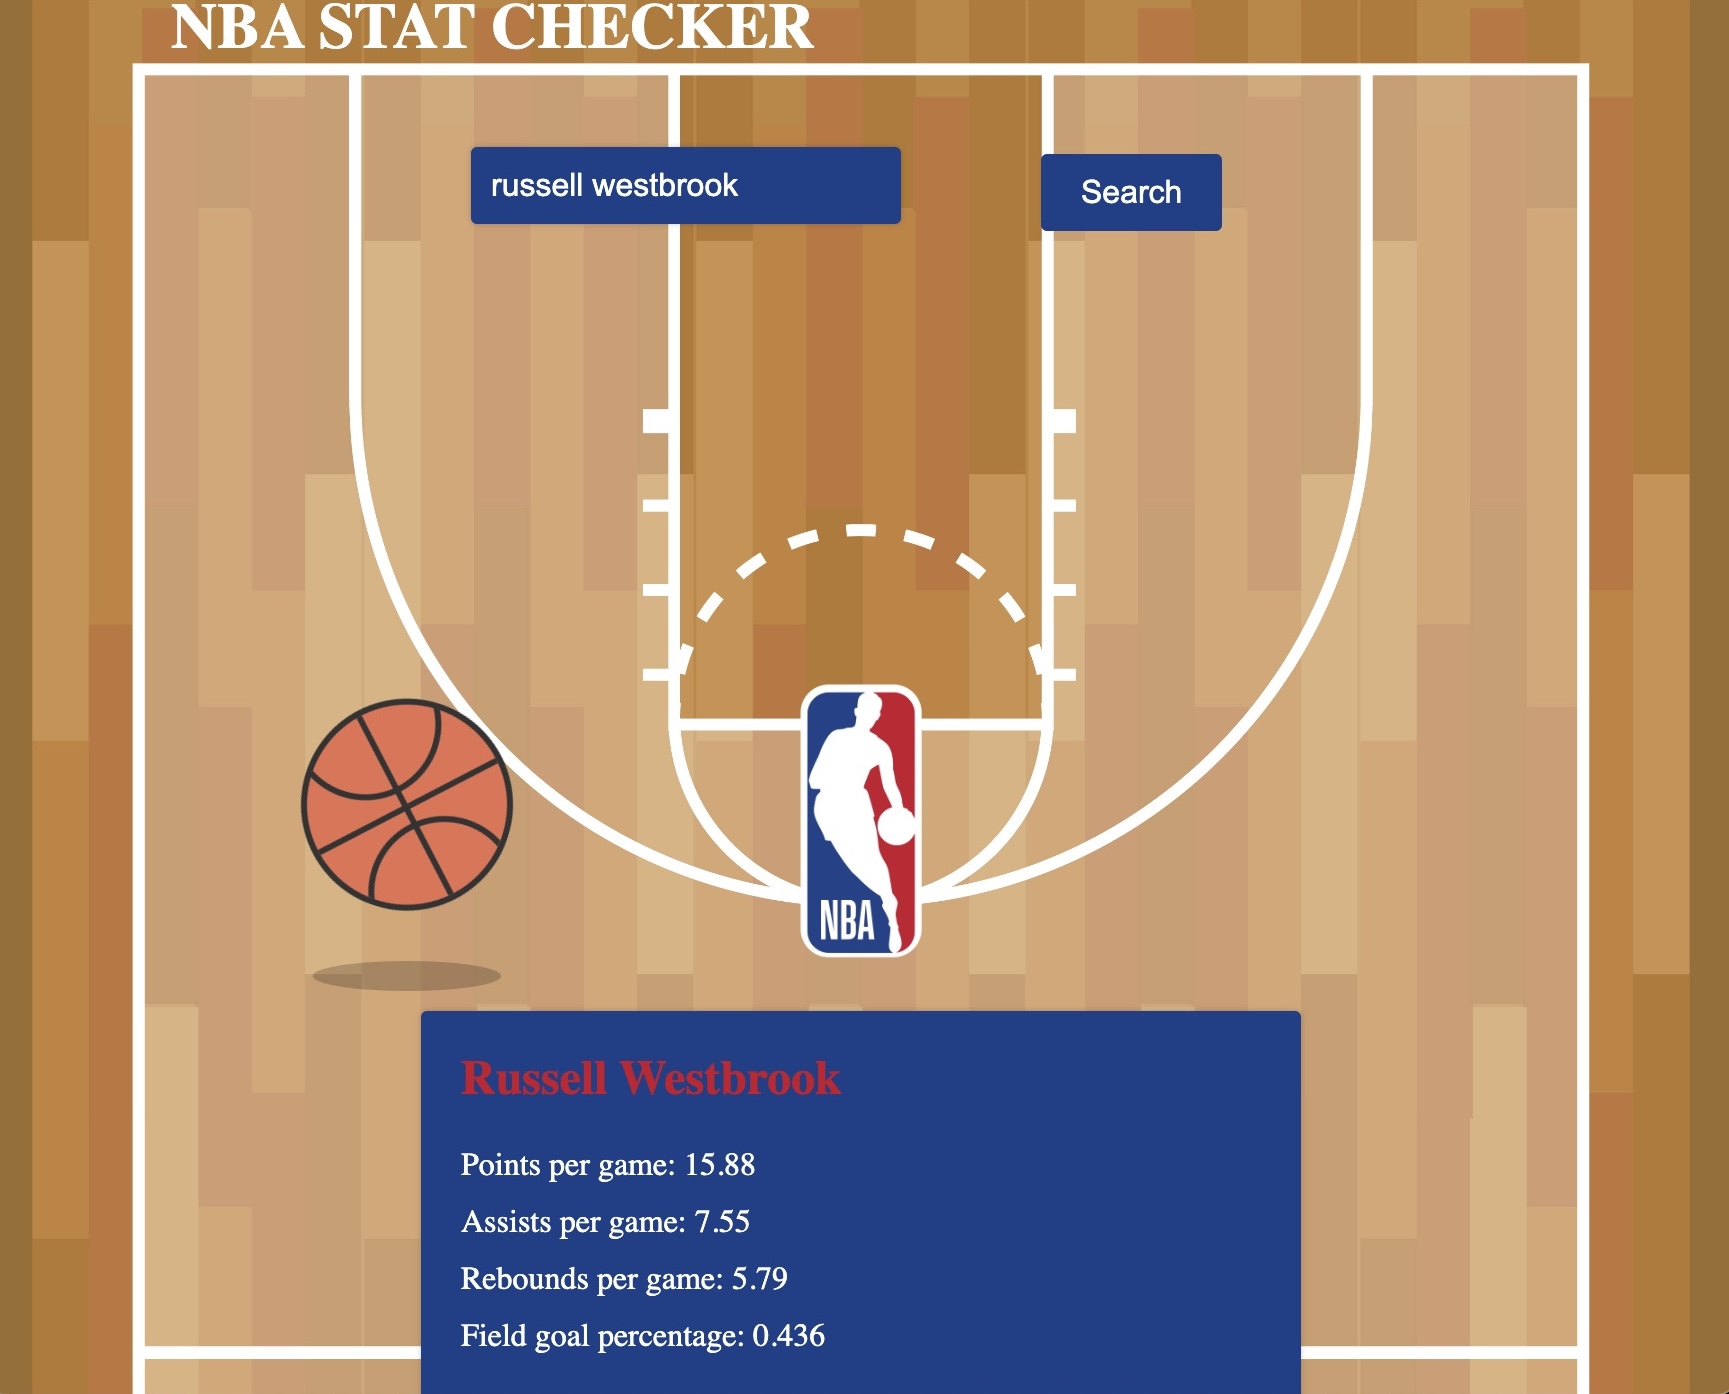 NBA STAT CHECKER
russell westbrook
Search
NBA
Russell Westbrook
Points per game: 15.88
Assists per game: 7.55
Rebounds per game: 5.79
Field goal percentage: 0.436